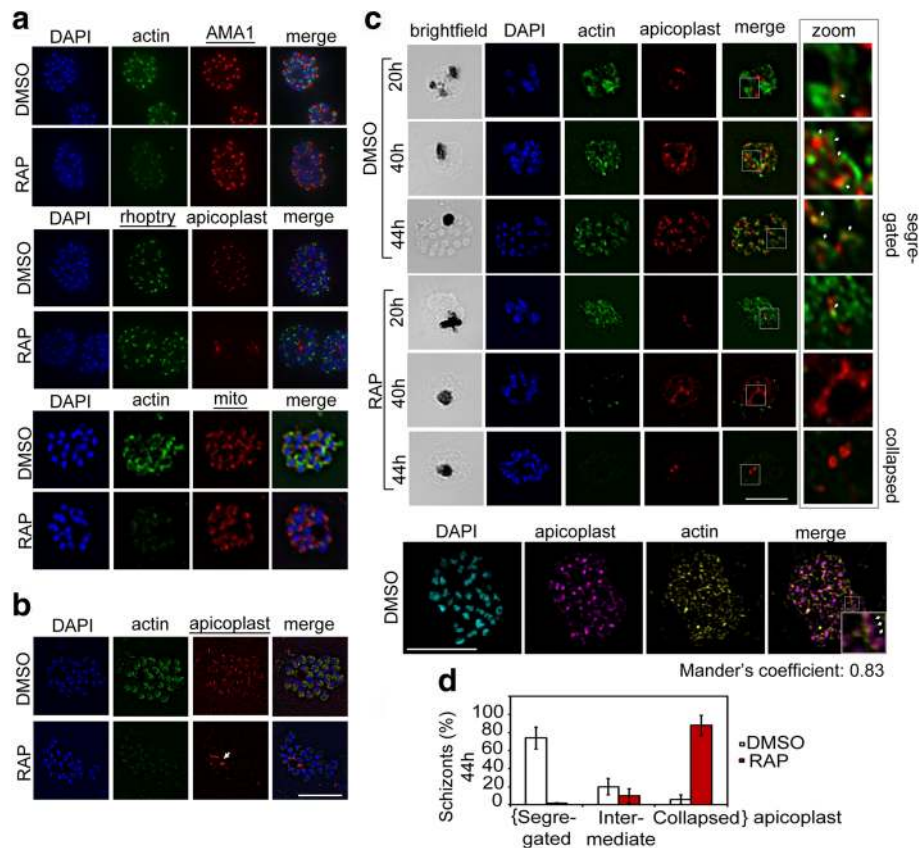 a
DAPI actin AMA1 merge
DMSO
RAP
DAPI rhoptry apicoplast merge
DMSO
RAP
DAPI actin mito merge
DMSO
RAP
b
DAPI actin apicoplast merge
DMSO
RAP
c
brightfield DAPI actin apicoplast merge zoom
DMSO
20h
40h
44h
segre-
gated
RAP
20h
40h
44h
collapsed
DAPI apicoplast actin merge
DMSO
Mander's coefficient: 0.83
d
Schizonts (%)
44h
100
80
60
40
20
0
DMSO
RAP
{Segre- Inter- Collapsed } apicoplast
gated mediate